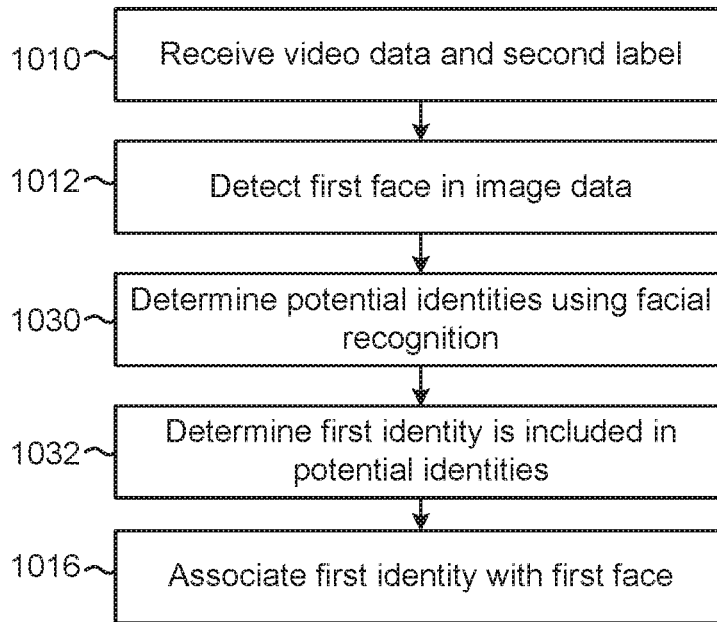 1010 Receive video data and second label
1012 Detect first face in image data
1030 Determine potential identities using facial
recognition
1032 Determine first identity is included in
potential identities
1016 Associate first identity with first face